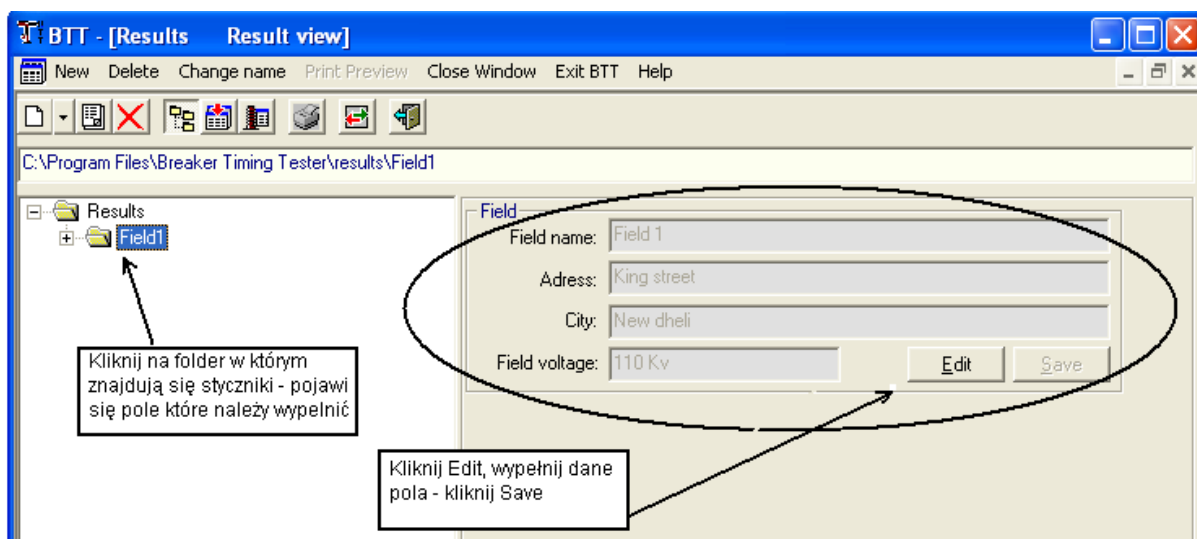 BTT - [Results Result view]
New Delete Change name Print Preview Close Window Exit BTT Help
C:\Program Files\Breaker Timing Tester\results\Field1
Results
Field1
Kliknij na folder w którym
znajdują się styczniki - pojawi
się pole które należy wypelnić
Field
Field name: Field 1
Adress: King street
City: New dheli
Field voltage: 110 Kv
Edit Save
Kliknij Edit, wypełnij dane
pola - kliknij Save